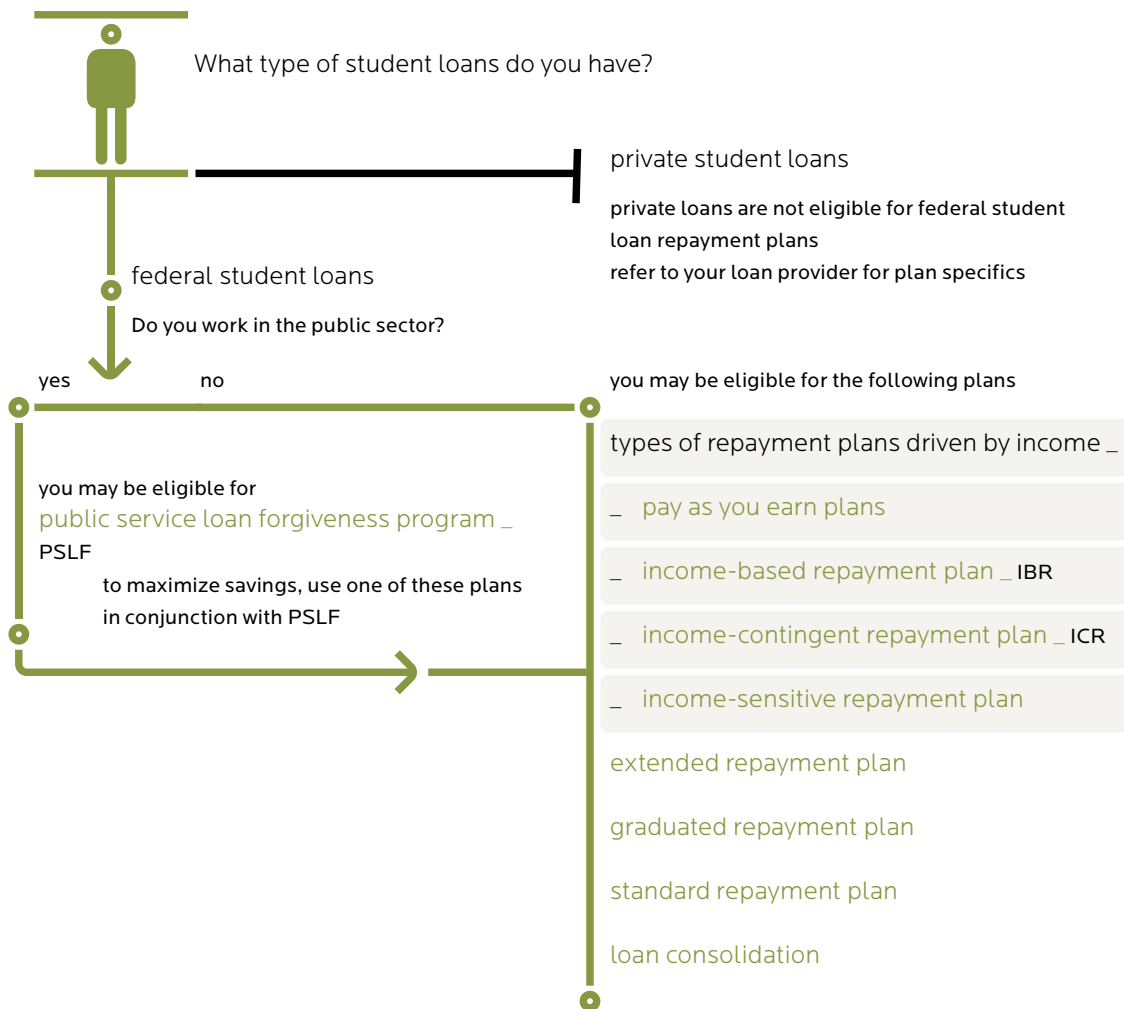 What type of student loans do you have?
private student loans
private loans are not eligible for federal student
loan repayment plans
refer to your loan provider for plan specifics
federal student loans
Do you work in the public sector?
yes
no
you may be eligible for
public service loan forgiveness program _
PSLF
to maximize savings, use one of these plans
in conjunction with PSLF
you may be eligible for the following plans
types of repayment plans driven by income _
_ pay as you earn plans
_ income-based repayment plan _ IBR
_ income-contingent repayment plan _ ICR
_ income-sensitive repayment plan
extended repayment plan
graduated repayment plan
standard repayment plan
loan consolidation